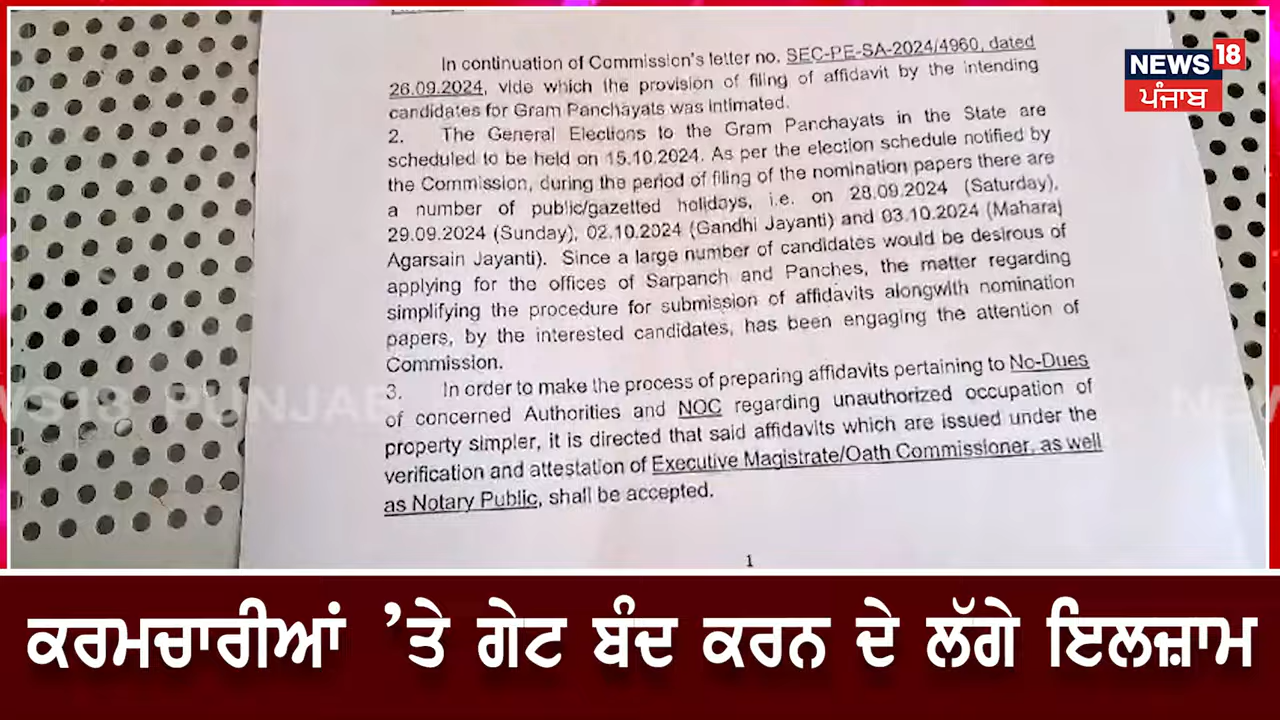 In continuation of Commission's letter no. SEC-PE-SA-2024/4960, dated
26.09.2024, vide which the provision of filing of affidavit by the intending
candidates for Gram Panchayats was intimated.
2. The General Elections to the Gram Panchayats in the State are
scheduled to be held on 15.10.2024. As per the election schedule notified by
the Commission, during the period of filing of the nomination papers there are
a number of public/gazetted holidays, i.e. on 28.09.2024 (Saturday),
29.09.2024 (Sunday), 02.10.2024 (Gandhi Jayanti) and 03.10.2024 (Maharaj
Agarsain Jayanti). Since a large number of candidates would be desirous of
applying for the offices of Sarpanch and Panches, the matter regarding
simplifying the procedure for submission of affidavits alongwith nomination
papers, by the interested candidates, has been engaging the attention of
Commission.
3. In order to make the process of preparing affidavits pertaining to No-Dues
of concerned Authorities and NOC regarding unauthorized occupation of
property simpler, it is directed that said affidavits which are issued under the
verification and attestation of Executive Magistrate/Oath Commissioner, as well
as Notary Public, shall be accepted.
1
NEWS 18
ਪੰਜਾਬ
WS18 PUNJAB
NEW
ਕਰਮਚਾਰੀਆਂ 'ਤੇ ਗੇਟ ਬੰਦ ਕਰਨ ਦੇ ਲੱਗੇ ਇਲਜ਼ਾਮ